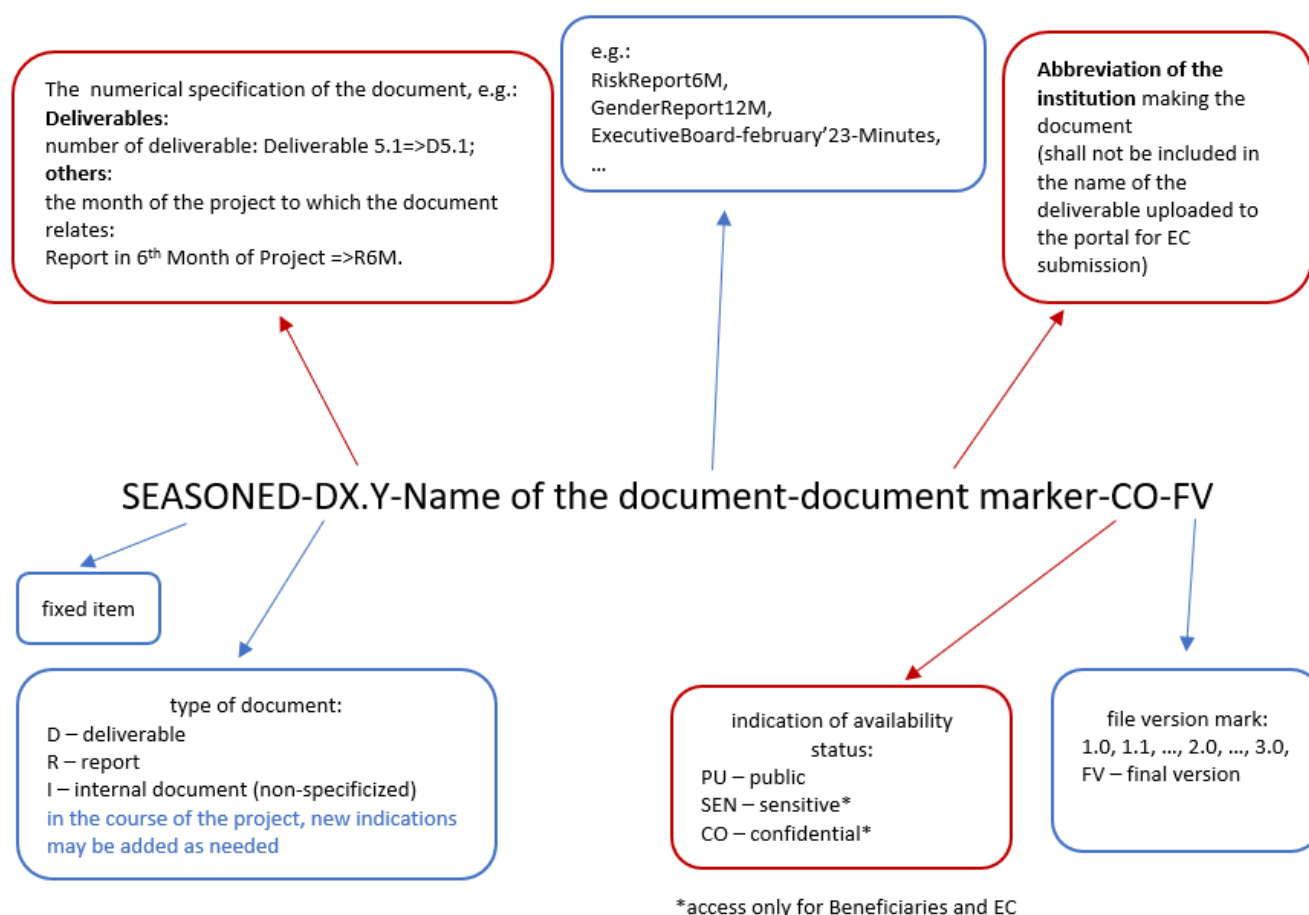 The  numerical specification of the document, e.g.:
Deliverables:
number of deliverable: Deliverable 5.1=>D5.1;
others:
the month of the project to which the document
relates:
Report in 6th Month of Project =>R6M.
e.g.:
RiskReport6M,
GenderReport12M,
ExecutiveBoard-february’23-Minutes,
…
Abbreviation of the
institution making the
document
(shall not be included in
the name of the
deliverable uploaded to
the portal for EC
submission)
SEASONED-DX.Y-Name of the document-document marker-CO-FV
fixed item
type of document:
D – deliverable
R – report
I – internal document (non-specificized)
in the course of the project, new indications
may be added as needed
indication of availability
status:
PU – public
SEN – sensitive*
CO – confidential*
file version mark:
1.0, 1.1, …, 2.0, …, 3.0,
FV – final version
*access only for Beneficiaries and EC